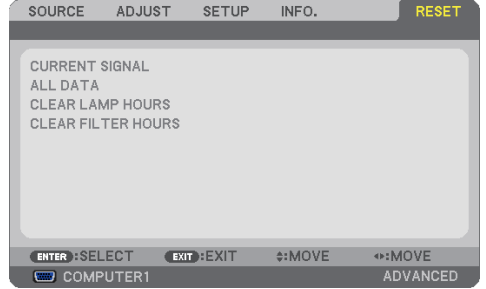 SOURCE ADJUST SETUP INFO. RESET
CURRENT SIGNAL
ALL DATA
CLEAR LAMP HOURS
CLEAR FILTER HOURS
ENTER :SELECT EXIT :EXIT :MOVE :MOVE
COMPUTER1 ADVANCED